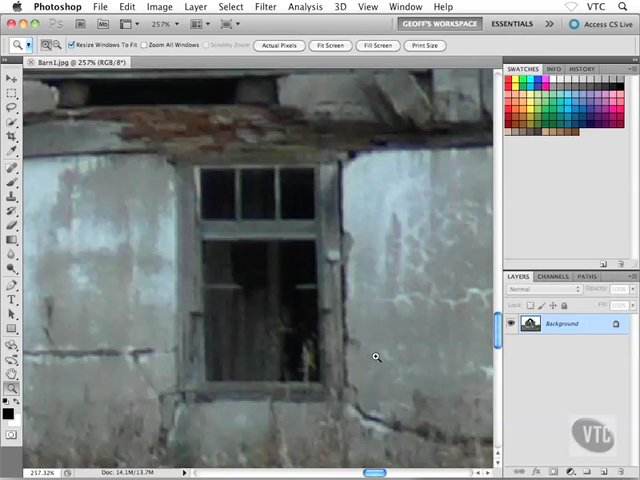 Photoshop File Edit Image Layer Select Filter Analysis 3D View Window Help VTC
Ps Br Mb 257% GEOFF'S WORKSPACE ESSENTIALS Access CS Live
Resize Windows To Fit Zoom All Windows Scrubby Zoom Actual Pixels Fit Screen Fill Screen Print Size
Barn1.jpg @ 257% (RGB/8*)
SWATCHES INFO HISTORY
LAYERS CHANNELS PATHS
Normal Opacity: 100%
Lock: Fill: 100%
Background
VTC
257.32% Doc: 14.1M/13.7M